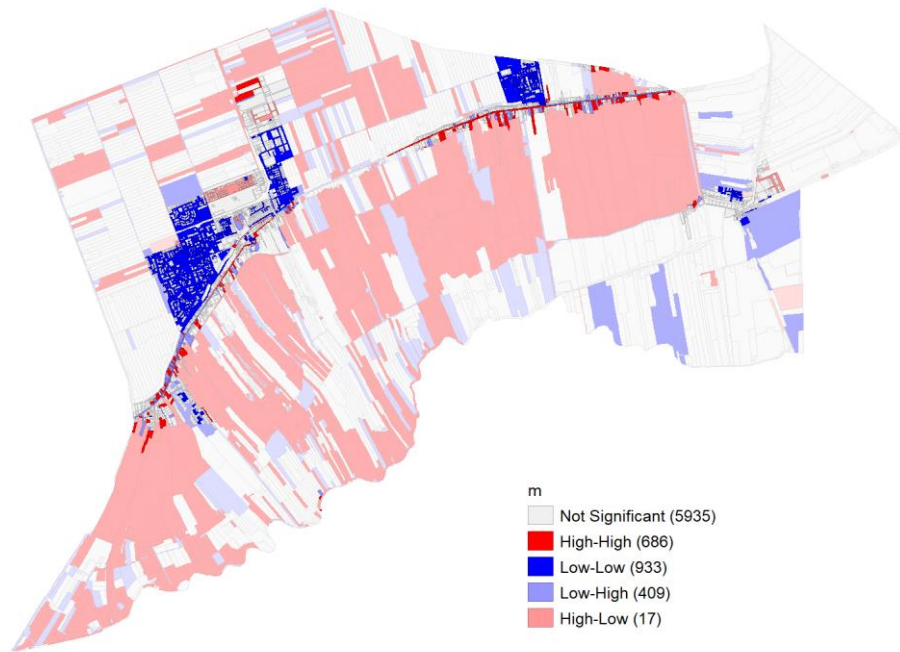 m
Not Significant (5935)
High-High (686)
Low-Low (933)
Low-High (409)
High-Low (17)